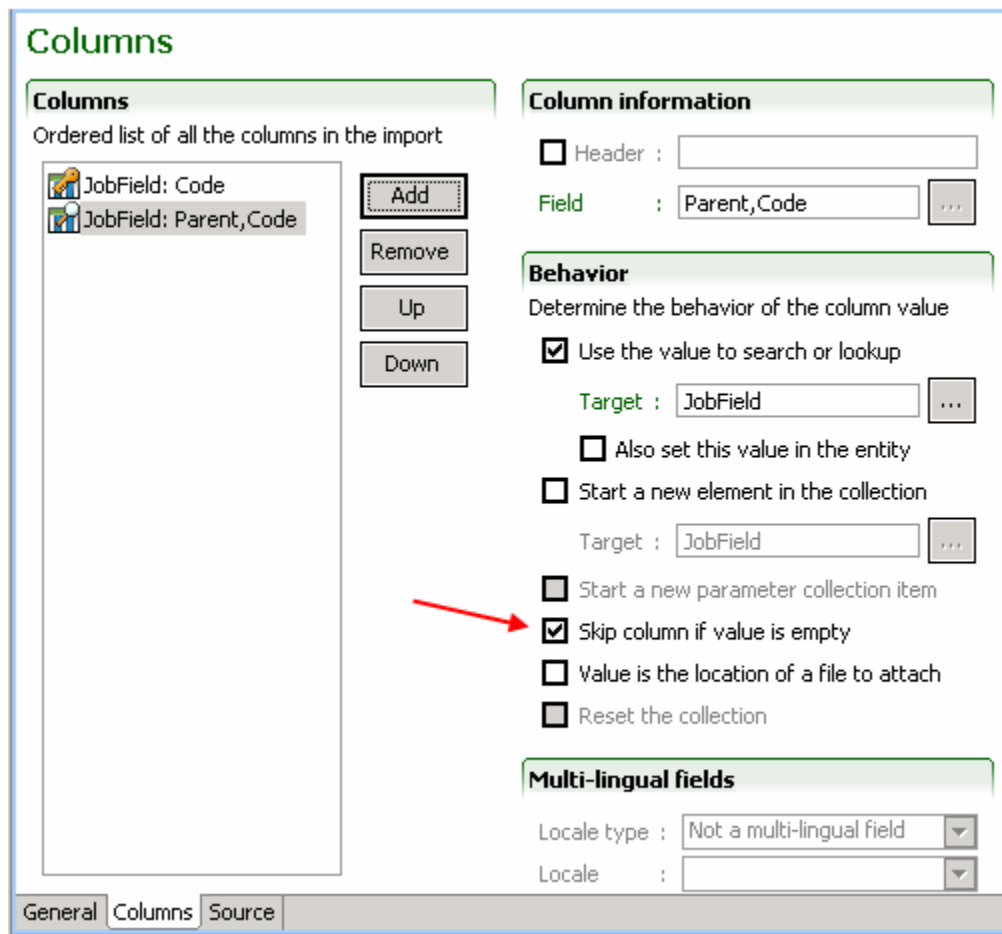 Columns
Columns
Ordered list of all the columns in the import
JobField: Code
JobField: Parent,Code
Add
Remove
Up
Down
Column information
Header :
Field : Parent,Code ...
Behavior
Determine the behavior of the column value
Use the value to search or lookup
Target : JobField ...
Also set this value in the entity
Start a new element in the collection
Target : JobField ...
Start a new parameter collection item
Skip column if value is empty
Value is the location of a file to attach
Reset the collection
Multi-lingual fields
Locale type : Not a multi-lingual field
Locale :
General Columns Source